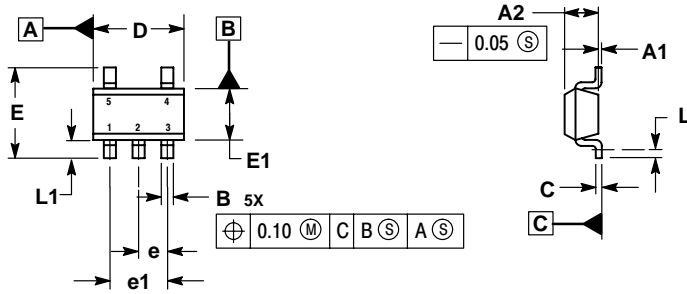 A
D
B
A2
— 0.05 Ⓢ
A1
E
5 4
1 2 3
E1
L
L1
B 5X
C
⌖ 0.10 Ⓜ C B Ⓢ A Ⓢ
C
e
e1